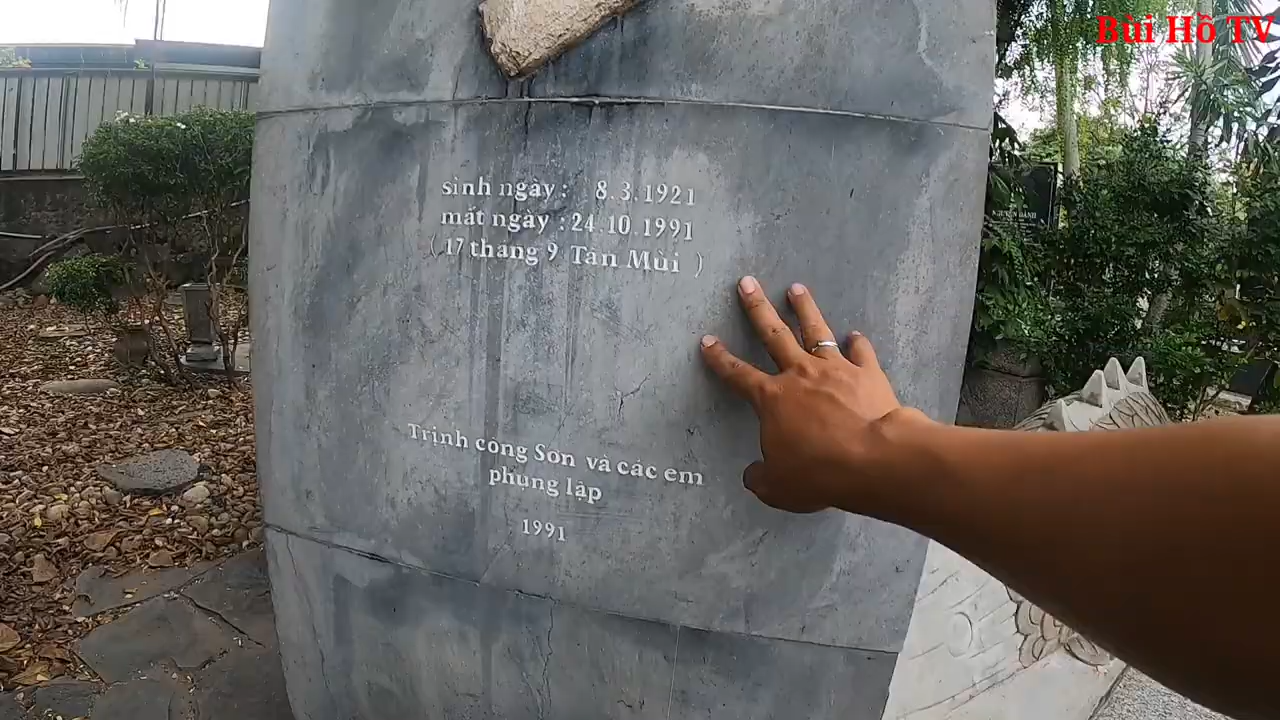 Bùi Hồ TV
sinh ngày : 8.3.1921
mất ngày : 24.10.1991
( 17 tháng 9 Tân Mùi )
Trịnh công Sơn và các em
phụng lập
1991